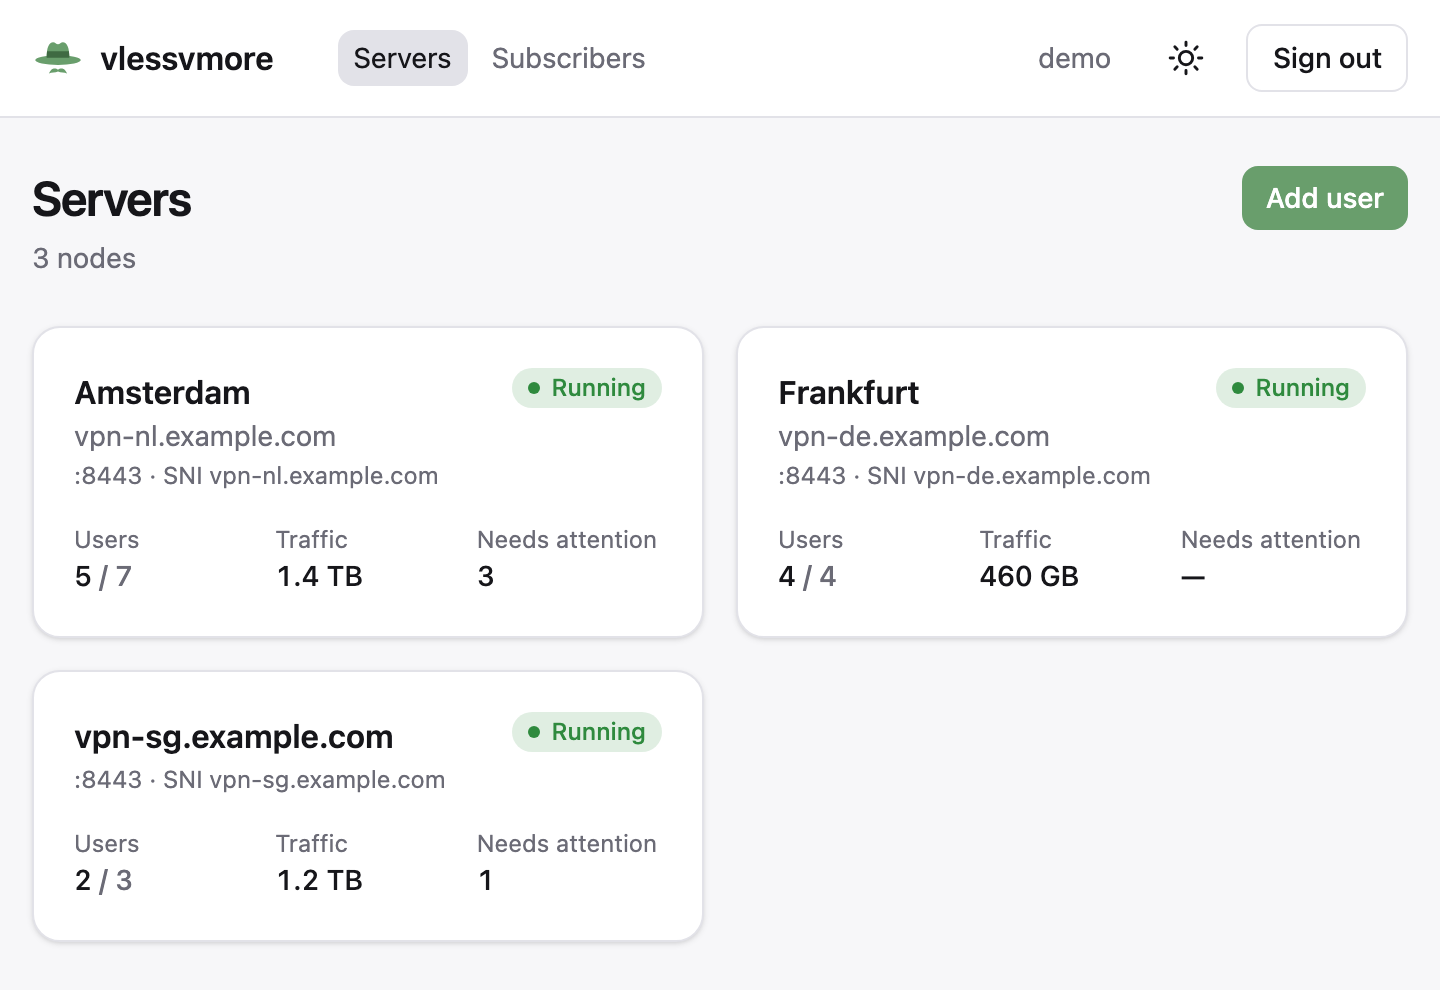 vlessvmore Servers Subscribers demo Sign out
Servers
Add user
3 nodes
Amsterdam
Running
vpn-nl.example.com
:8443 · SNI vpn-nl.example.com
Users Traffic Needs attention
5 / 7 1.4 TB 3
Frankfurt
Running
vpn-de.example.com
:8443 · SNI vpn-de.example.com
Users Traffic Needs attention
4 / 4 460 GB —
vpn-sg.example.com
Running
:8443 · SNI vpn-sg.example.com
Users Traffic Needs attention
2 / 3 1.2 TB 1